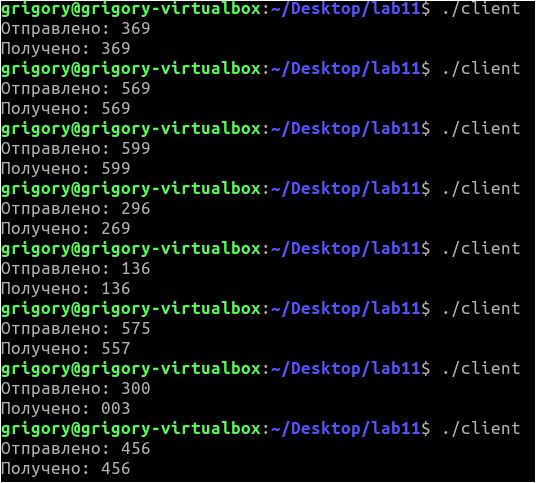 grigory@grigory-virtualbox:~/Desktop/lab11$ ./client
Отправлено: 369
Получено: 369
grigory@grigory-virtualbox:~/Desktop/lab11$ ./client
Отправлено: 569
Получено: 569
grigory@grigory-virtualbox:~/Desktop/lab11$ ./client
Отправлено: 599
Получено: 599
grigory@grigory-virtualbox:~/Desktop/lab11$ ./client
Отправлено: 296
Получено: 269
grigory@grigory-virtualbox:~/Desktop/lab11$ ./client
Отправлено: 136
Получено: 136
grigory@grigory-virtualbox:~/Desktop/lab11$ ./client
Отправлено: 575
Получено: 557
grigory@grigory-virtualbox:~/Desktop/lab11$ ./client
Отправлено: 300
Получено: 003
grigory@grigory-virtualbox:~/Desktop/lab11$ ./client
Отправлено: 456
Получено: 456